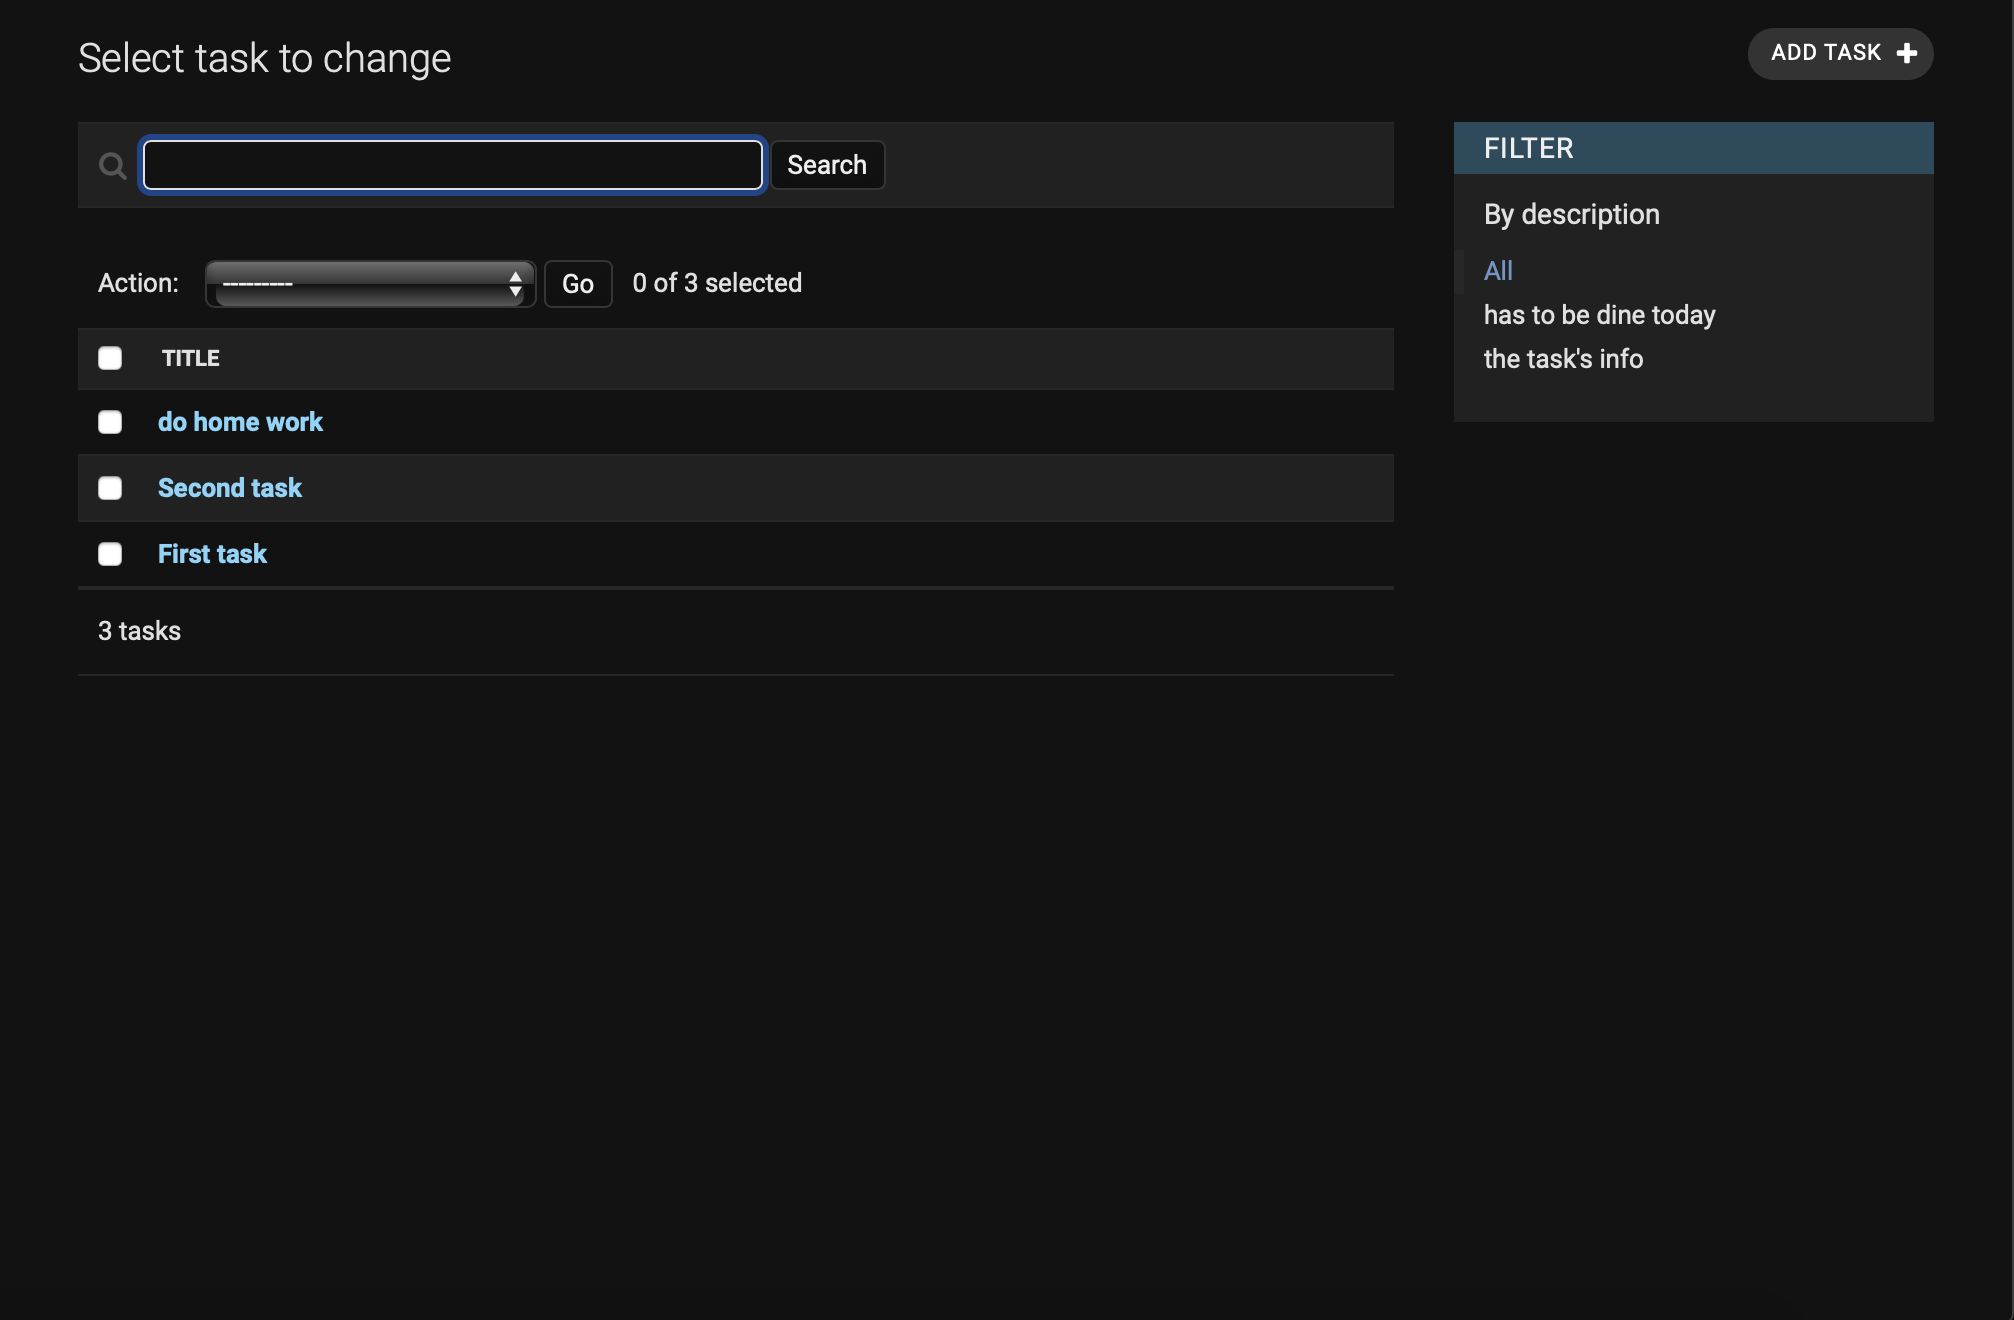 Select task to change
ADD TASK
Search
FILTER
By description
All
has to be dine today
the task's info
Action: --------- Go 0 of 3 selected
TITLE
do home work
Second task
First task
3 tasks